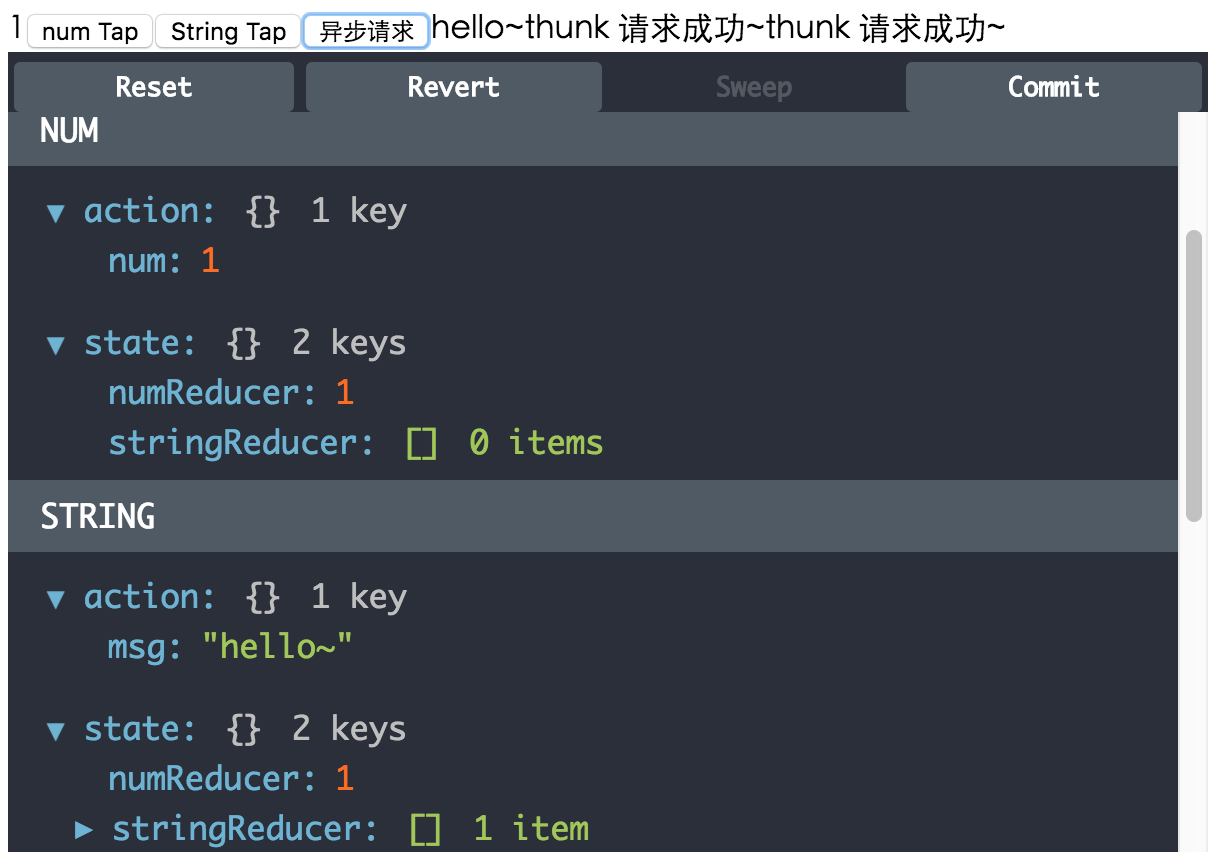 1 num Tap String Tap 异步请求 hello~thunk 请求成功~thunk 请求成功~
Reset Revert Sweep Commit
NUM
▼ action: {} 1 key
num: 1
▼ state: {} 2 keys
numReducer: 1
stringReducer: [] 0 items
STRING
▼ action: {} 1 key
msg: "hello~"
▼ state: {} 2 keys
numReducer: 1
▶ stringReducer: [] 1 item